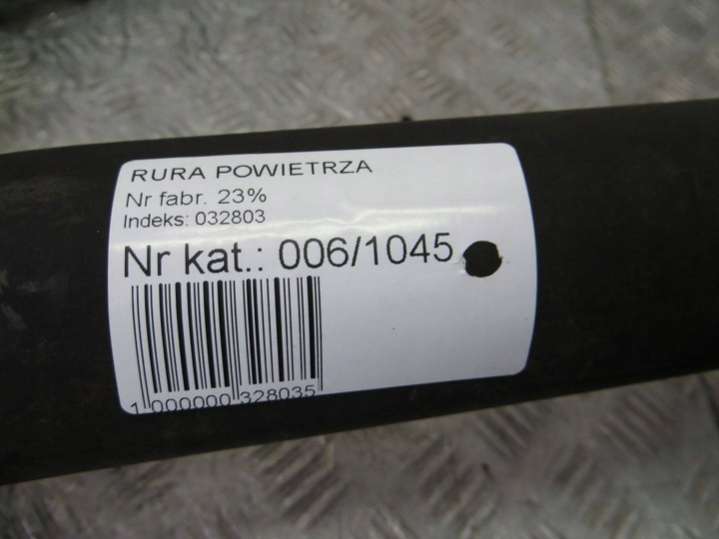 RURA POWIETRZA
Nr fabr. 23%
Indeks: 032803
Nr kat.: 006/1045
1 000000 328035